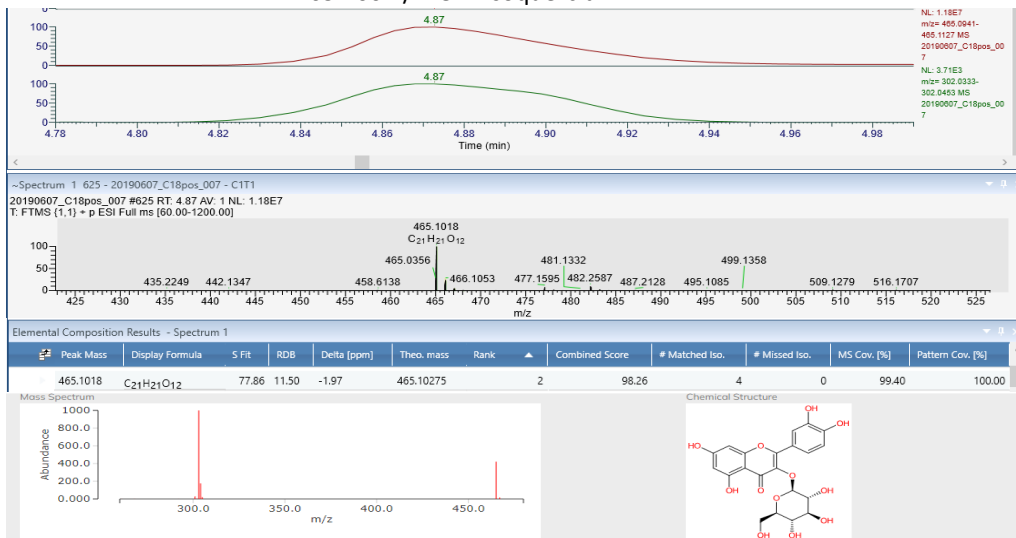 4.87
NL: 1.18E7
m/z= 465.0941-
465.1127 MS
20190607_C18pos_00
7
100
50
0
4.87
NL: 3.71E3
m/z= 302.0333-
302.0453 MS
20190607_C18pos_00
7
100
50
0
4.78 4.80 4.82 4.84 4.86 4.88 4.90 4.92 4.94 4.96 4.98
Time (min)
~Spectrum 1 625 - 20190607_C18pos_007 - C1T1
20190607_C18pos_007 #625 RT: 4.87 AV: 1 NL: 1.18E7
T: FTMS {1,1} + p ESI Full ms [60.00-1200.00]
465.1018
C21H21O12
100
50
0
465.0356 481.1332 499.1358
435.2249 442.1347 458.6138 466.1053 477.1595 482.2587 487.2128 495.1085 509.1279 516.1707
425 430 435 440 445 450 455 460 465 470 475 480 485 490 495 500 505 510 515 520 525
m/z
Elemental Composition Results - Spectrum 1
Peak Mass Display Formula S Fit RDB Delta [ppm] Theo. mass Rank Combined Score # Matched Iso. # Missed Iso. MS Cov. [%] Pattern Cov. [%]
465.1018 C21H21O12 77.86 11.50 -1.97 465.10275 2 98.26 4 0 99.40 100.00
Mass Spectrum
Chemical Structure
1000
800.0
600.0
400.0
200.0
0.000
Abundance
300.0 350.0 400.0 450.0
m/z
OH
OH
HO
O
OH
O
O
O
OH
HO
OH
OH